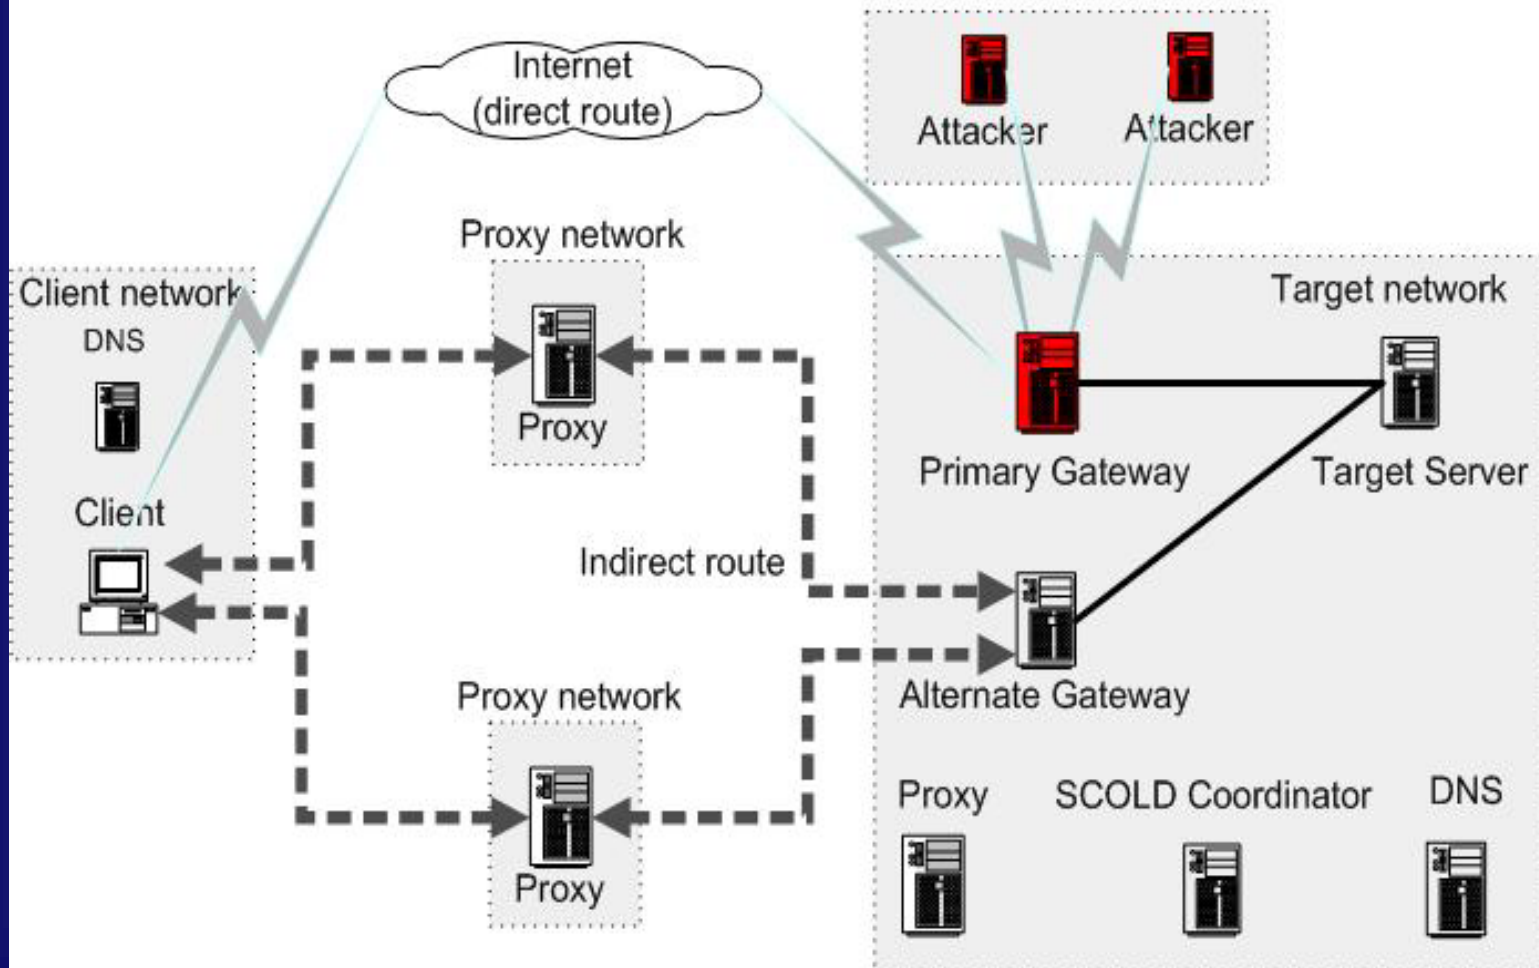 Internet
(direct route)
Attacker
Attacker
Proxy network
Client network
DNS
Target network
Proxy
Primary Gateway
Target Server
Client
Indirect route
Proxy network
Alternate Gateway
Proxy
SCOLD Coordinator
DNS
Proxy